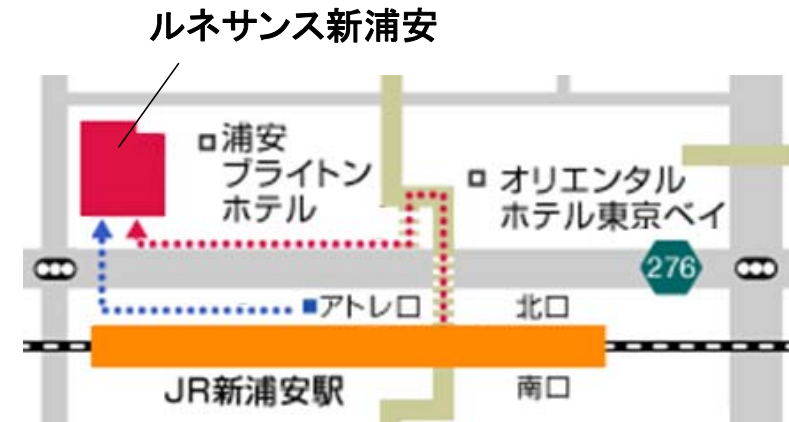 ルネサンス新浦安
浦安
ブライトン
ホテル
オリエンタル
ホテル東京ベイ
276
アトレ口
北口
JR新浦安駅
南口